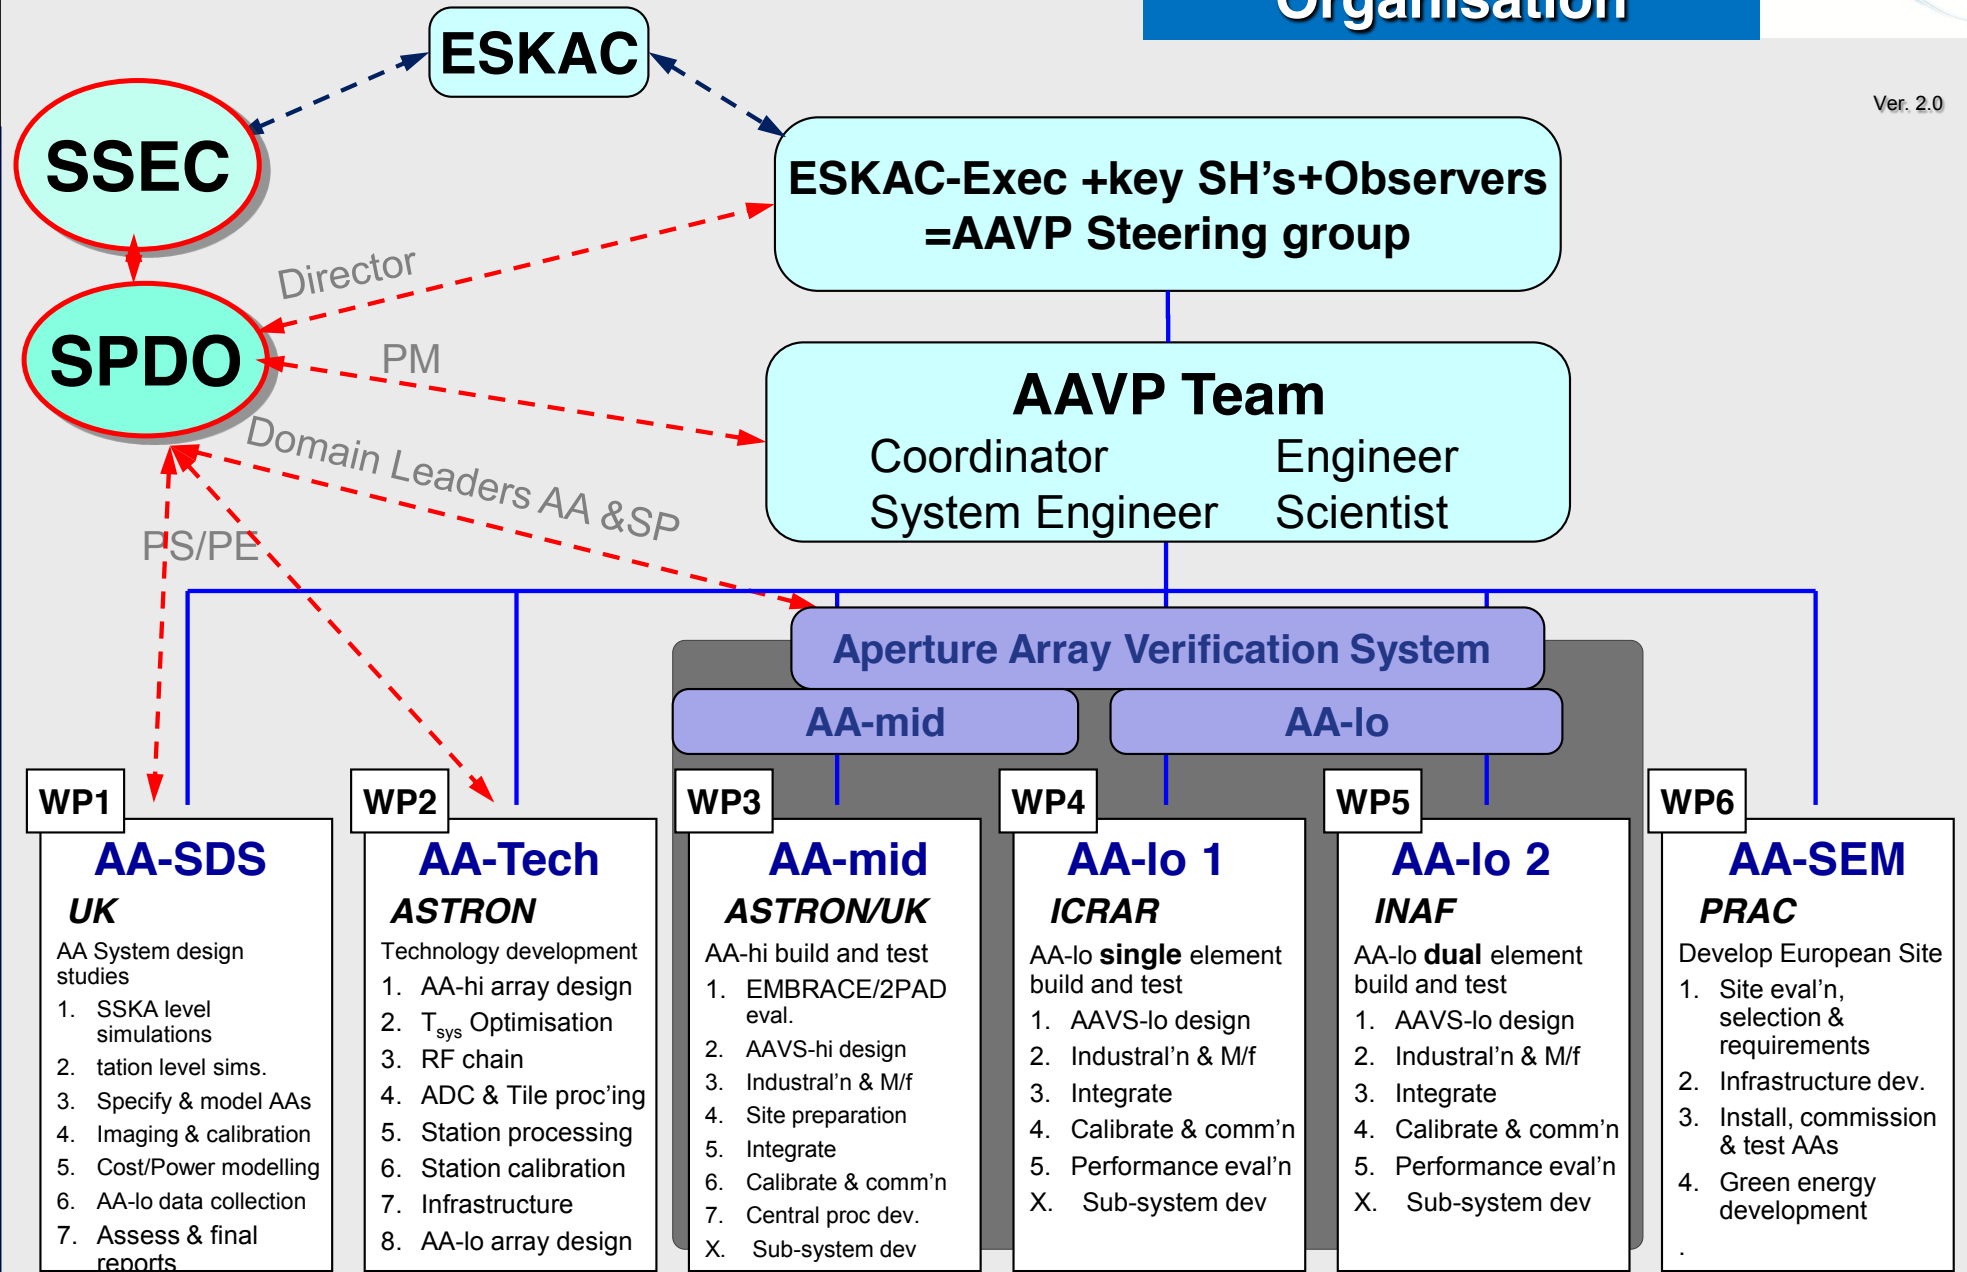 Organisation
Ver. 2.0
ESKAC
SSEC
ESKAC-Exec +key SH's+Observers
=AAVP Steering group
Director
SPDO
PM
AAVP Team
Coordinator
Engineer
System Engineer
Scientist
Domain Leaders AA &SP
PS/PE
Aperture Array Verification System
AA-mid
AA-lo
WP1
AA-SDS
UK
AA System design
studies
1. SSKA level
simulations
2. tation level sims.
3. Specify & model AAs
4. Imaging & calibration
5. Cost/Power modelling
6. AA-lo data collection
7. Assess & final
reports
WP2
AA-Tech
ASTRON
Technology development
1. AA-hi array design
2. Tsys Optimisation
3. RF chain
4. ADC & Tile proc'ing
5. Station processing
6. Station calibration
7. Infrastructure
8. AA-lo array design
WP3
AA-mid
ASTRON/UK
AA-hi build and test
1. EMBRACE/2PAD
eval.
2. AAVS-hi design
3. Industral'n & M/f
4. Site preparation
5. Integrate
6. Calibrate & comm'n
7. Central proc dev.
X. Sub-system dev
WP4
AA-lo 1
ICRAR
AA-lo single element
build and test
1. AAVS-lo design
2. Industral'n & M/f
3. Integrate
4. Calibrate & comm'n
5. Performance eval'n
X. Sub-system dev
WP5
AA-lo 2
INAF
AA-lo dual element
build and test
1. AAVS-lo design
2. Industral'n & M/f
3. Integrate
4. Calibrate & comm'n
5. Performance eval'n
X. Sub-system dev
WP6
AA-SEM
PRAC
Develop European Site
1. Site eval'n,
selection &
requirements
2. Infrastructure dev.
3. Install, commission
& test AAs
4. Green energy
development
.